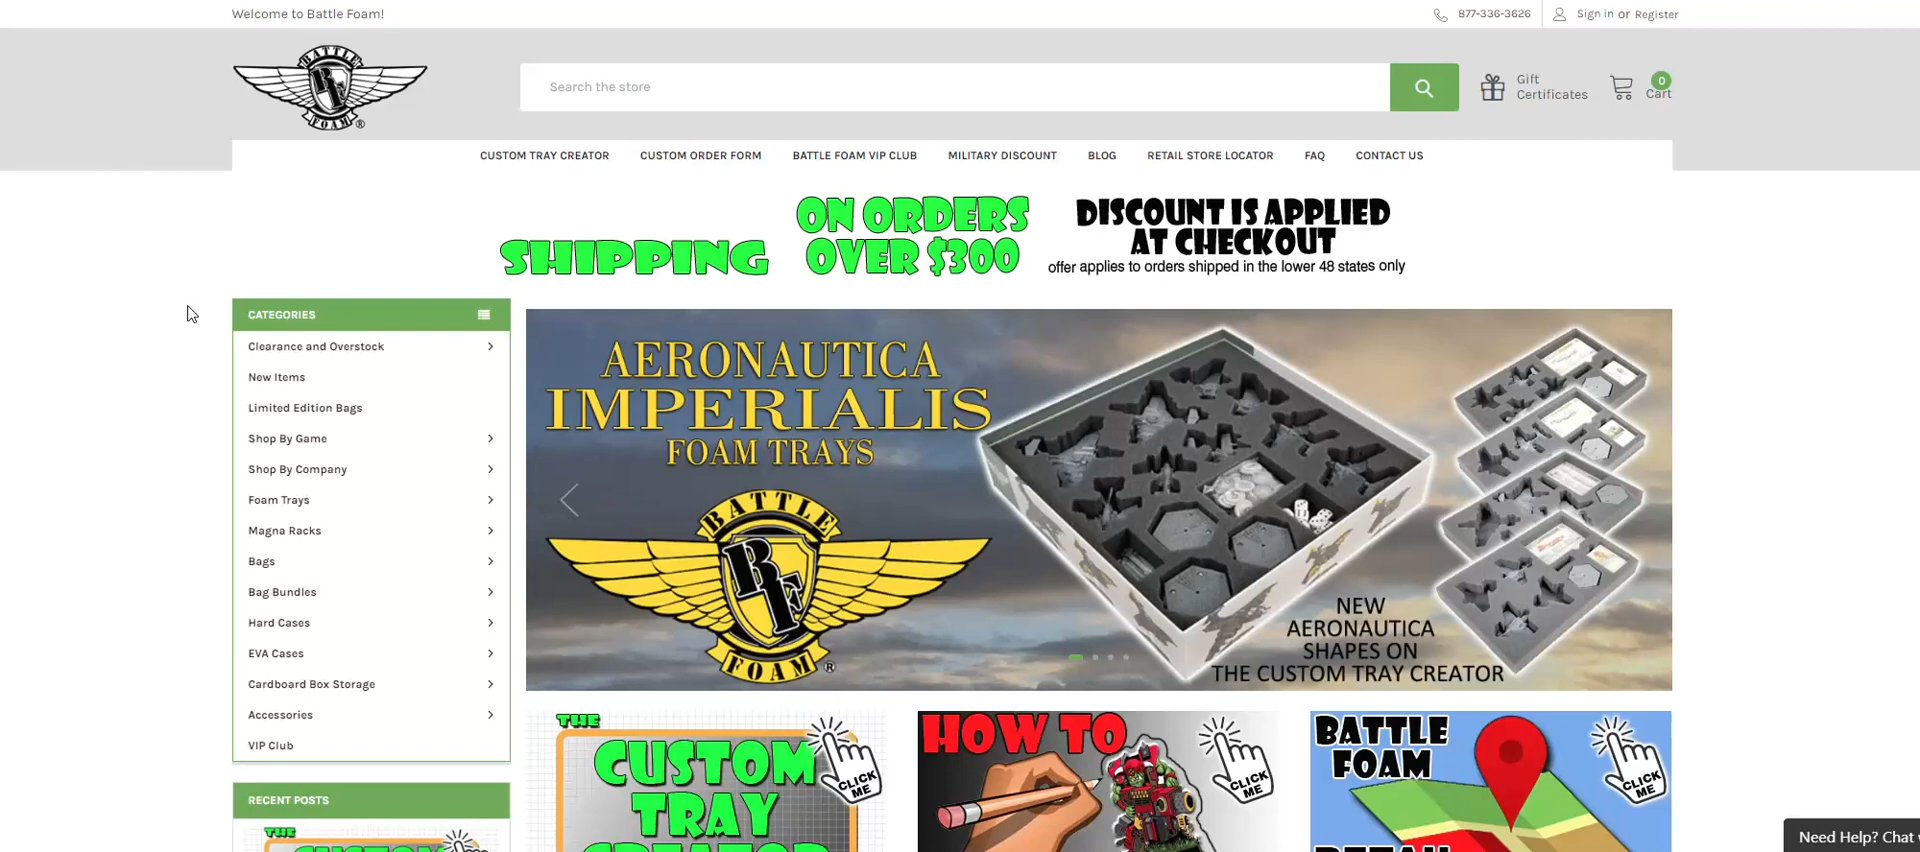 Welcome to Battle Foam!
877-336-3626
Sign in or Register
BATTLE
BF
FOAM®
Search the store
Gift
Certificates
0
Cart
CUSTOM TRAY CREATOR
CUSTOM ORDER FORM
BATTLE FOAM VIP CLUB
MILITARY DISCOUNT
BLOG
RETAIL STORE LOCATOR
FAQ
CONTACT US
SHIPPING
ON ORDERS
OVER $300
DISCOUNT IS APPLIED
AT CHECKOUT
offer applies to orders shipped in the lower 48 states only
CATEGORIES
Clearance and Overstock
New Items
Limited Edition Bags
Shop By Game
Shop By Company
Foam Trays
Magna Racks
Bags
Bag Bundles
Hard Cases
EVA Cases
Cardboard Box Storage
Accessories
VIP Club
RECENT POSTS
THE
AERONAUTICA
IMPERIALIS
FOAM TRAYS
BATTLE
BF
FOAM®
NEW
AERONAUTICA
SHAPES ON
THE CUSTOM TRAY CREATOR
THE
CUSTOM
TRAY
CREATOR
CLICK
ME
HOW TO
CLICK
ME
BATTLE
FOAM
RETAIL
CLICK
ME
Need Help? Chat